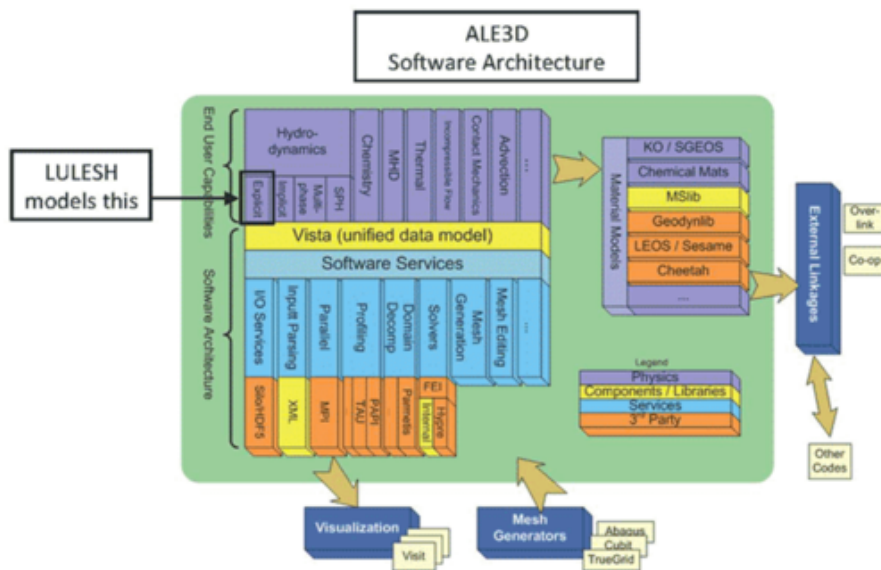 ALE3D
Software Architecture
LULESH
models this
End User Capabilities
Hydro-
dynamics
Explicit
Implicit
Multi-
phase
SPH
Chemistry
MHD
Thermal
Incompressible Flow
Contact Mechanics
Advection
...
Vista (unified data model)
Software Services
Software Architecture
I/O Services
Inputt Parsing
Parallel
Profiling
Domain
Decomp
Solvers
Mesh
Generation
Mesh Editing
...
Silo/HDF5
XML
MPI
...
PAPI
TAU
...
Parmetis
FEI
Hypre
Internal
Material Models
KO / SGEOS
Chemical Mats
MSlib
Geodynlib
LEOS / Sesame
Cheetah
...
Legend
Physics
Components / Libraries
Services
3rd Party
External Linkages
Over-
link
Co-op
Other
Codes
Visualization
Visit
Mesh
Generators
Abaqus
Cubit
TrueGrid